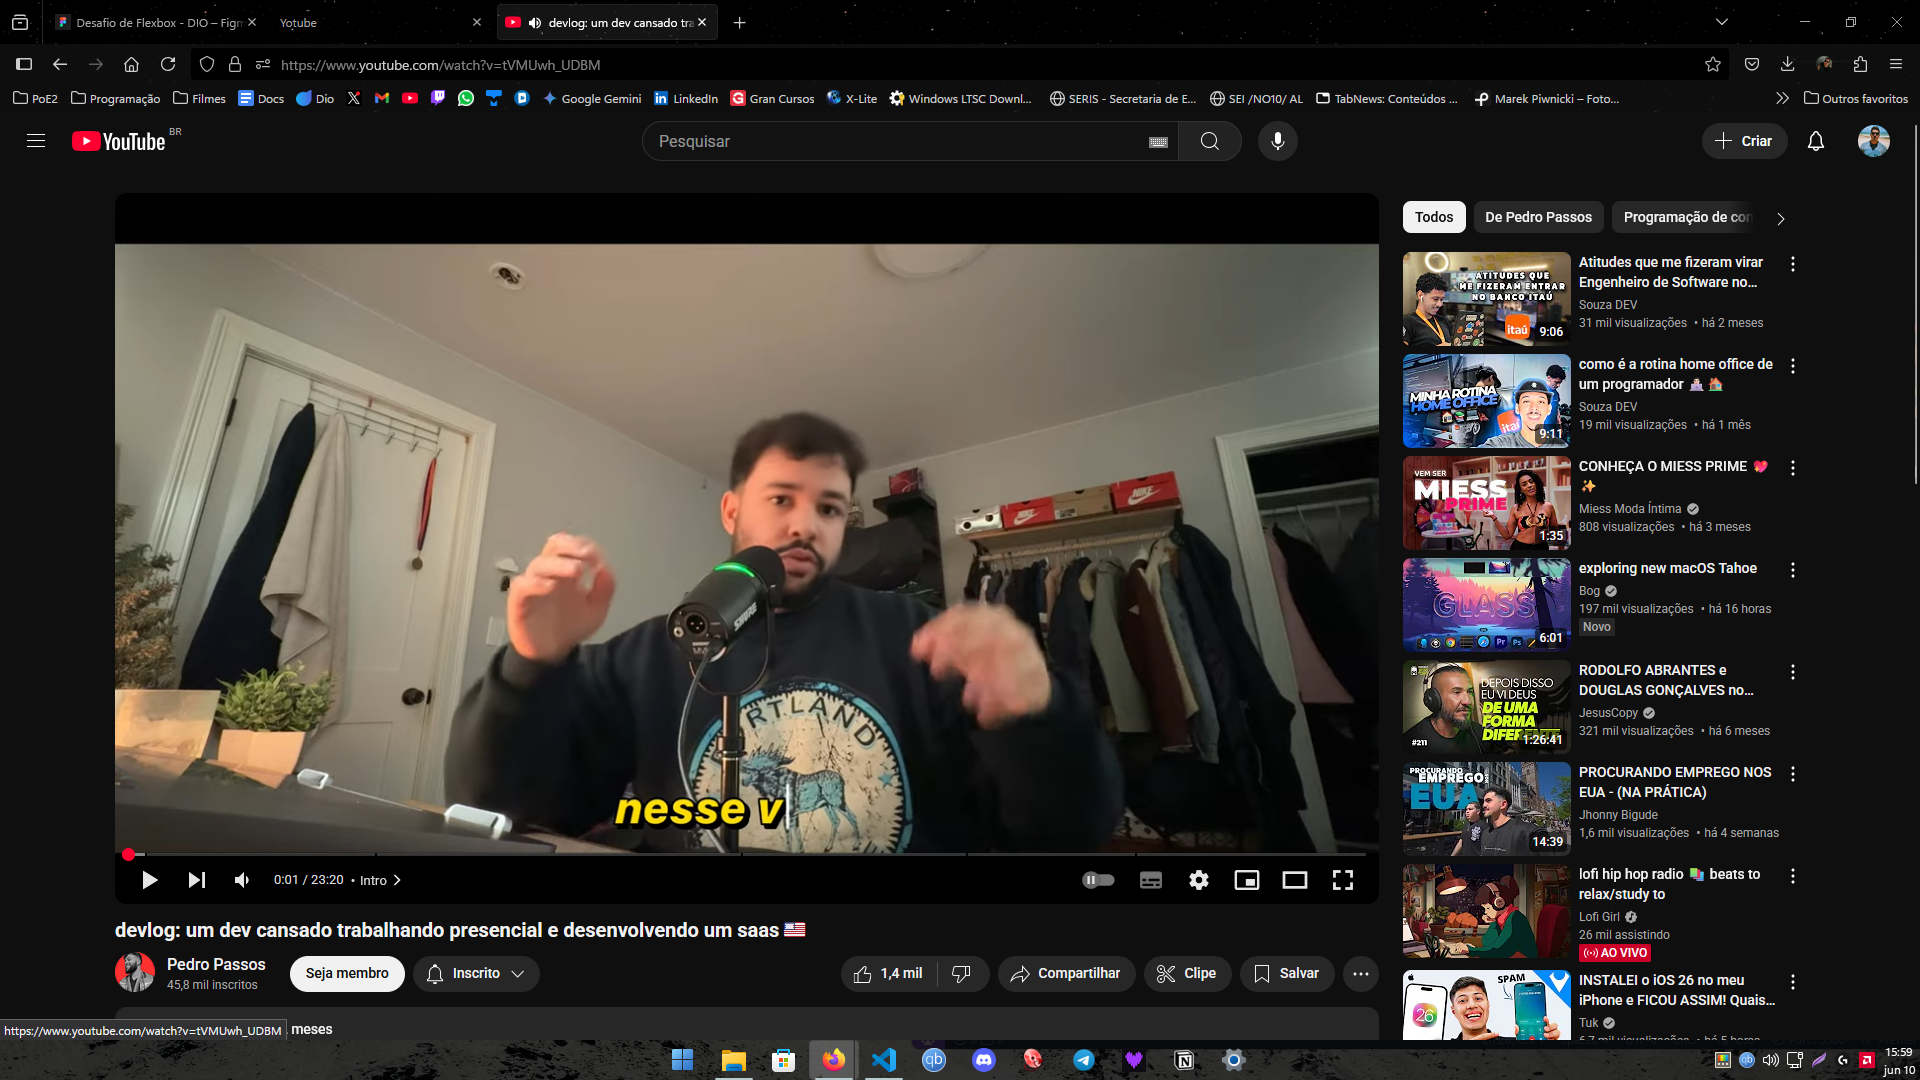 Desafio de Flexbox - DIO – Figm
Yotube
devlog: um dev cansado tra
https://www.youtube.com/watch?v=tVMUwh_UDBM
PoE2
Programação
Filmes
Docs
Dio
Google Gemini
LinkedIn
Gran Cursos
X-Lite
Windows LTSC Downl...
SERIS - Secretaria de E...
SEI /NO10/ AL
TabNews: Conteúdos ...
Marek Piwnicki – Foto...
Outros favoritos
YouTube BR
Pesquisar
Criar
SHURE
NIKE
RTLAND
nesse v
0:01 / 23:20 • Intro
devlog: um dev cansado trabalhando presencial e desenvolvendo um saas 🇺🇸
Pedro Passos
45,8 mil inscritos
Seja membro
Inscrito
1,4 mil
Compartilhar
Clipe
Salvar
meses
https://www.youtube.com/watch?v=tVMUwh_UDBM
Todos
De Pedro Passos
Programação de con
ATITUDES QUE
ME FIZERAM ENTRAR
NO BANCO ITAÚ
itaú
9:06
Atitudes que me fizeram virar
Engenheiro de Software no...
Souza DEV
31 mil visualizações • há 2 meses
MINHA ROTINA
HOME OFFICE
9:11
como é a rotina home office de
um programador 👨🏻‍💻 🏠
Souza DEV
19 mil visualizações • há 1 mês
VEM SER
MIESS
PRIME
1:35
CONHEÇA O MIESS PRIME 💖
✨
Miess Moda Íntima
808 visualizações • há 3 meses
GLASS
6:01
exploring new macOS Tahoe
Bog
197 mil visualizações • há 16 horas
Novo
DEPOIS DISSO
EU VI DEUS
DE UMA
FORMA
DIFERENTE
#211
1:26:41
RODOLFO ABRANTES e
DOUGLAS GONÇALVES no...
JesusCopy
321 mil visualizações • há 6 meses
PROCURANDO
EMPREGO NOS
EUA
14:39
PROCURANDO EMPREGO NOS
EUA - (NA PRÁTICA)
Jhonny Bigude
1,6 mil visualizações • há 4 semanas
lofi hip hop radio 📚 beats to
relax/study to
Lofi Girl
26 mil assistindo
AO VIVO
SPAM
26
INSTALEI o iOS 26 no meu
iPhone e FICOU ASSIM! Quais...
Tuk
15:59
jun 10